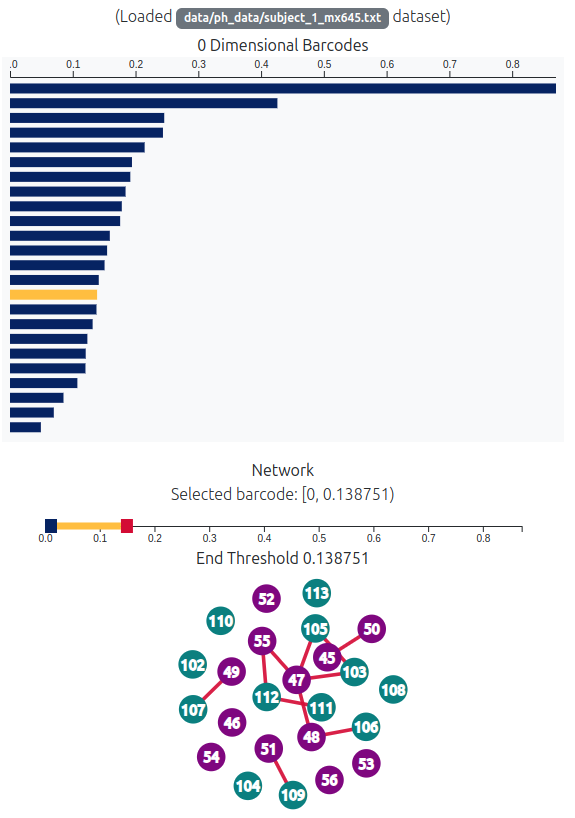 (Loaded data/ph_data/subject_1_mx645.txt dataset)
0 Dimensional Barcodes
.0 0.1 0.2 0.3 0.4 0.5 0.6 0.7 0.8
Network
Selected barcode: [0, 0.138751)
0.0 0.1 0.2 0.3 0.4 0.5 0.6 0.7 0.8
End Threshold 0.138751
52 113
110 105 50
55 45
102 49 47 103
112 108
107 111
46 48 106
54 51 53
104 109 56